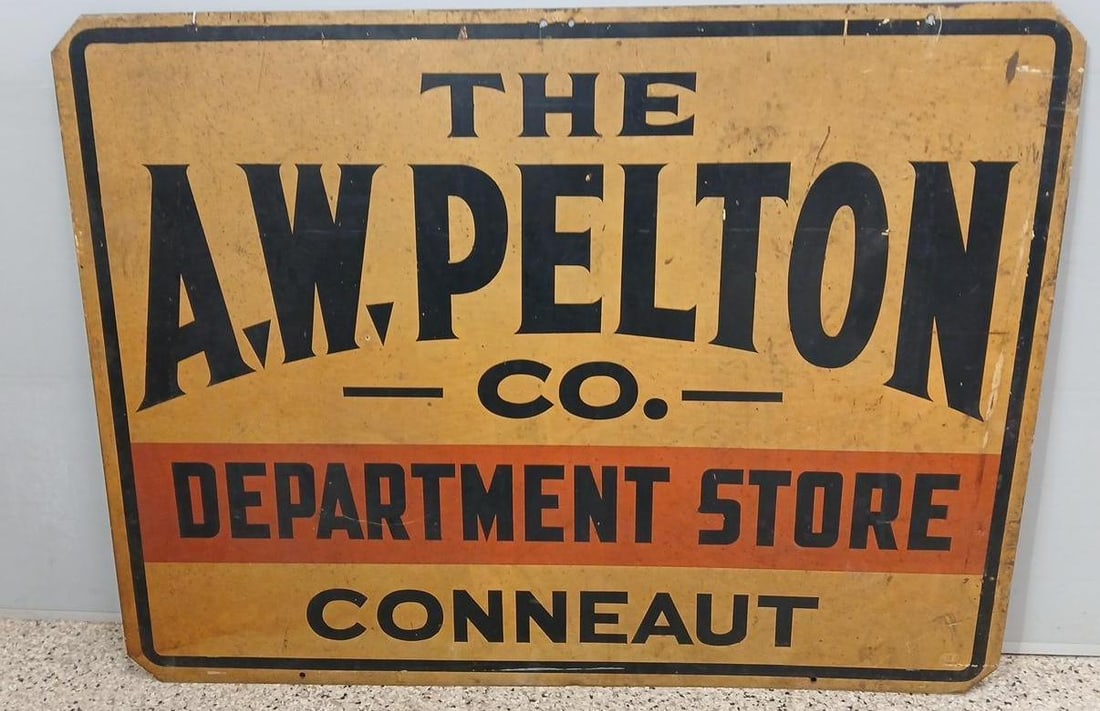 THE
A.W. PELTON
— CO. —
DEPARTMENT STORE
CONNEAUT